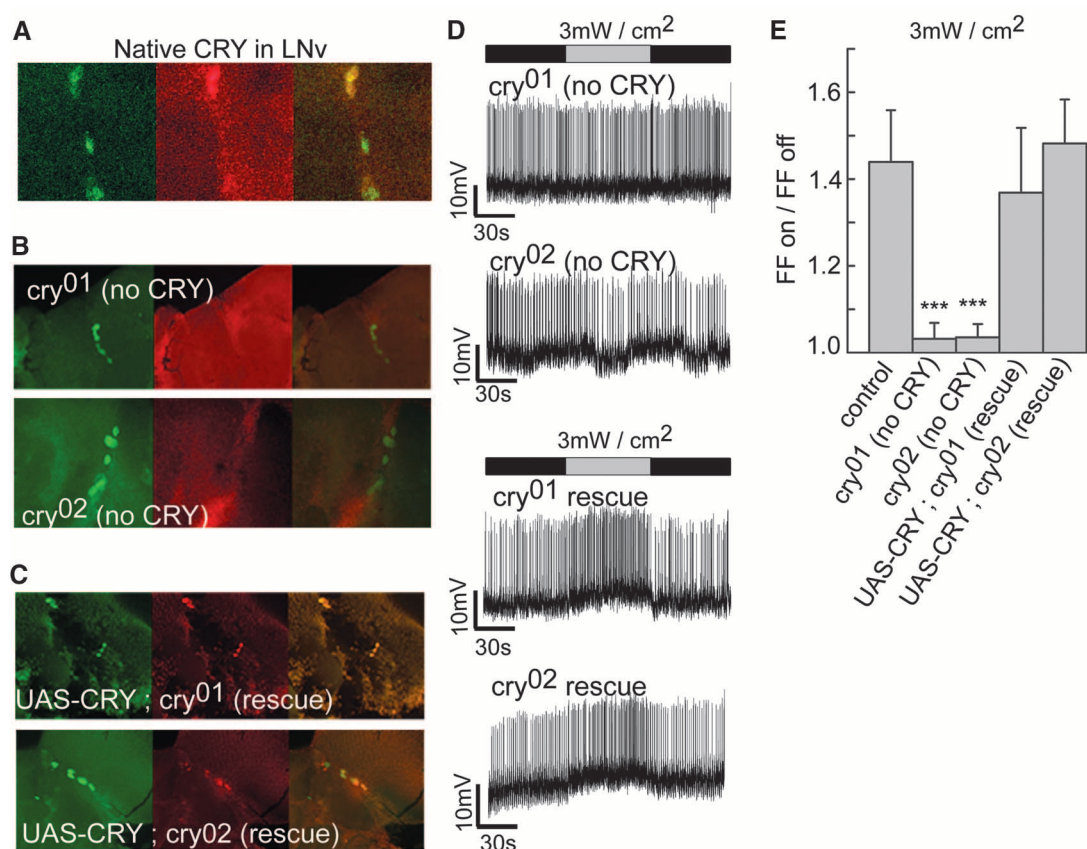 A
Native CRY in LNv
B
cry01 (no CRY)
cry02 (no CRY)
C
UAS-CRY ; cry01 (rescue)
UAS-CRY ; cry02 (rescue)
D
3mW / cm2
cry01 (no CRY)
10mV
30s
cry02 (no CRY)
10mV
30s
3mW / cm2
cry01 rescue
10mV
30s
cry02 rescue
10mV
30s
E
3mW / cm2
FF on / FF off
1.6
1.4
1.2
1.0
*** ***
control
cry01 (no CRY)
cry02 (no CRY)
UAS-CRY ; cry01 (rescue)
UAS-CRY ; cry02 (rescue)